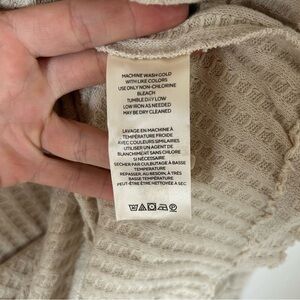 MACHINE WASH COLD
WITH LIKE COLORS
USE ONLY NON-CHLORINE
BLEACH
TUMBLE DRY LOW
LOW IRON AS NEEDED
MAY BE DRY CLEANED
LAVAGE EN MACHINE À
TEMPÉRATURE FROIDE
AVEC COULEURS SIMILAIRES
UTILISER UN AGENT DE
BLANCHIMENT SANS CHLORE
SI NÉCESSAIRE
SÉCHER PAR CULBUTAGE À BASSE
TEMPÉRATURE
REPASSER, AU BESOIN, À TRÈS
BASSE TEMPÉRATURE
PEUT-ÊTRE ÊTRE NETTOYÉ À SEC